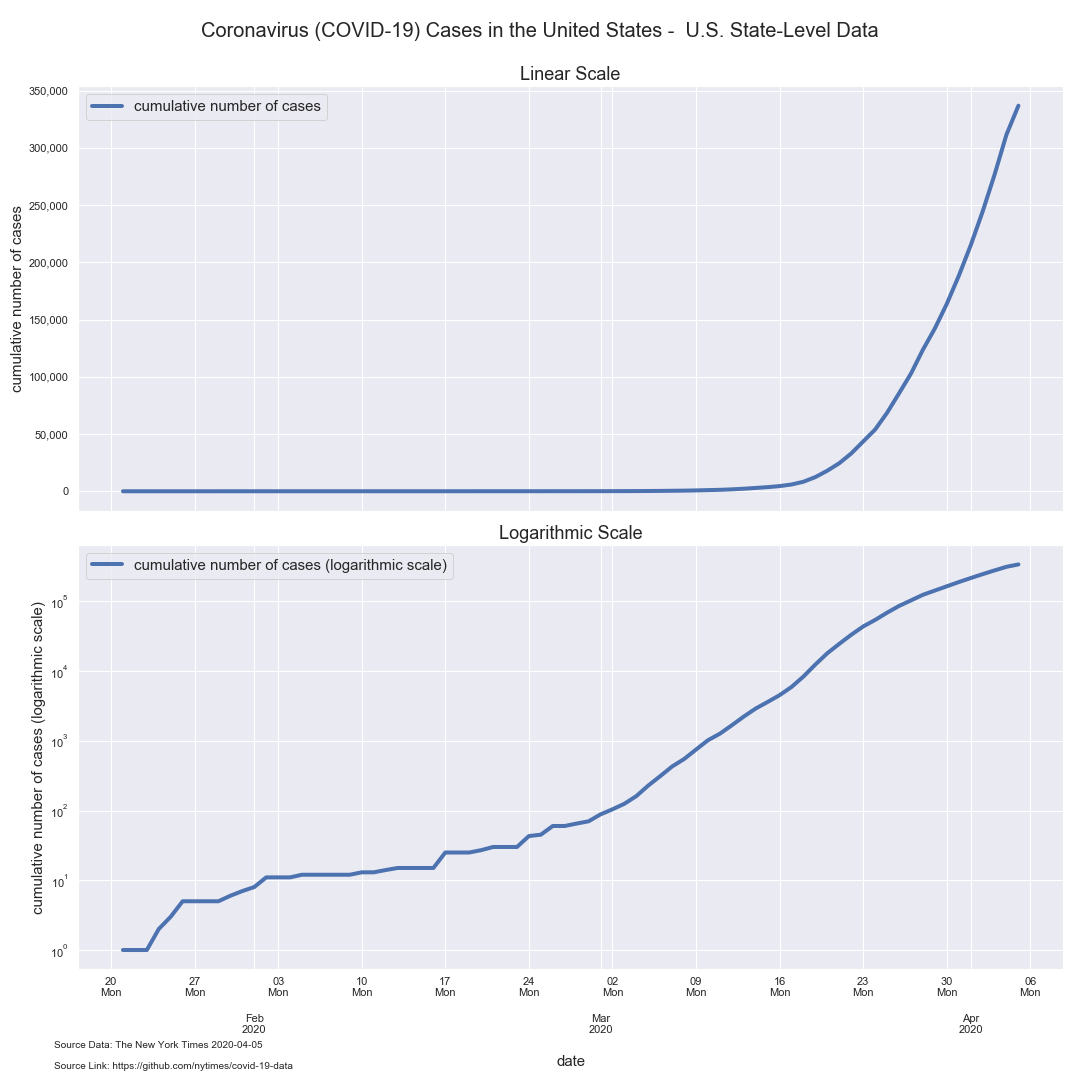 Coronavirus (COVID-19) Cases in the United States -  U.S. State-Level Data
Linear Scale
cumulative number of cases
350,000
300,000
250,000
200,000
150,000
100,000
50,000
0
cumulative number of cases
Logarithmic Scale
cumulative number of cases (logarithmic scale)
10⁵
10⁴
10³
10²
10¹
10⁰
cumulative number of cases (logarithmic scale)
20 27 03 10 17 24 02 09 16 23 30 06
Mon Mon Mon Mon Mon Mon Mon Mon Mon Mon Mon Mon
Feb Mar Apr
2020 2020 2020
date
Source Data: The New York Times 2020-04-05
Source Link: https://github.com/nytimes/covid-19-data